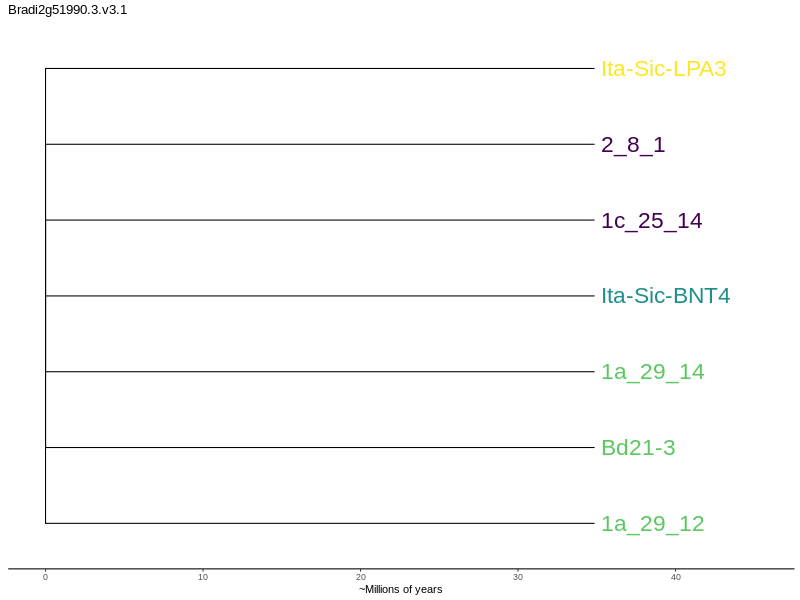 Bradi2g51990.3.v3.1
Ita-Sic-LPA3
2_8_1
1c_25_14
Ita-Sic-BNT4
1a_29_14
Bd21-3
1a_29_12
0 10 20 30 40
~Millions of years